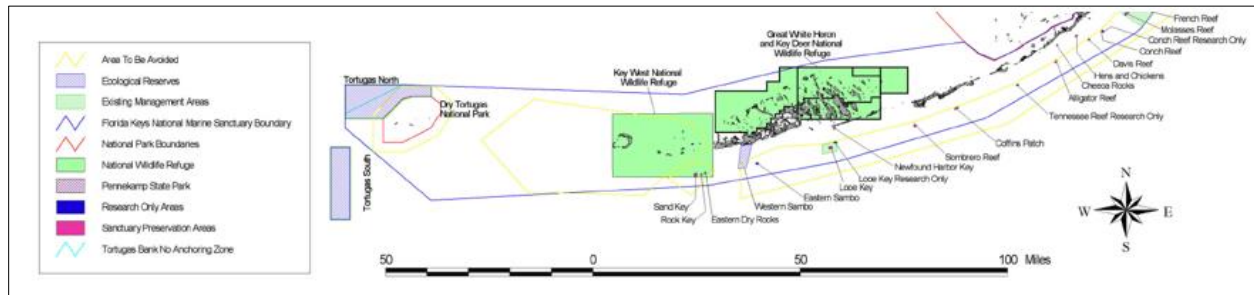 Area To Be Avoided
Ecological Reserves
Existing Management Areas
Florida Keys National Marine Sanctuary Boundary
National Park Boundaries
National Wildlife Refuge
Pennekamp State Park
Research Only Areas
Sanctuary Preservation Areas
Tortugas Bank No Anchoring Zone
Tortugas North
Dry Tortugas
National Park
Tortugas South
Key West National
Wildlife Refuge
Great White Heron
and Key Deer National
Wildlife Refuge
French Reef
Molasses Reef
Conch Reef Research Only
Conch Reef
Davis Reef
Hens and Chickens
Cheeca Rocks
Alligator Reef
Tennessee Reef Research Only
Coffins Patch
Sombrero Reef
Newfound Harbor Key
Looe Key Research Only
Looe Key
Eastern Sambo
Western Sambo
Eastern Dry Rocks
Sand Key
Rock Key
N
W
E
S
50
0
50
100
Miles